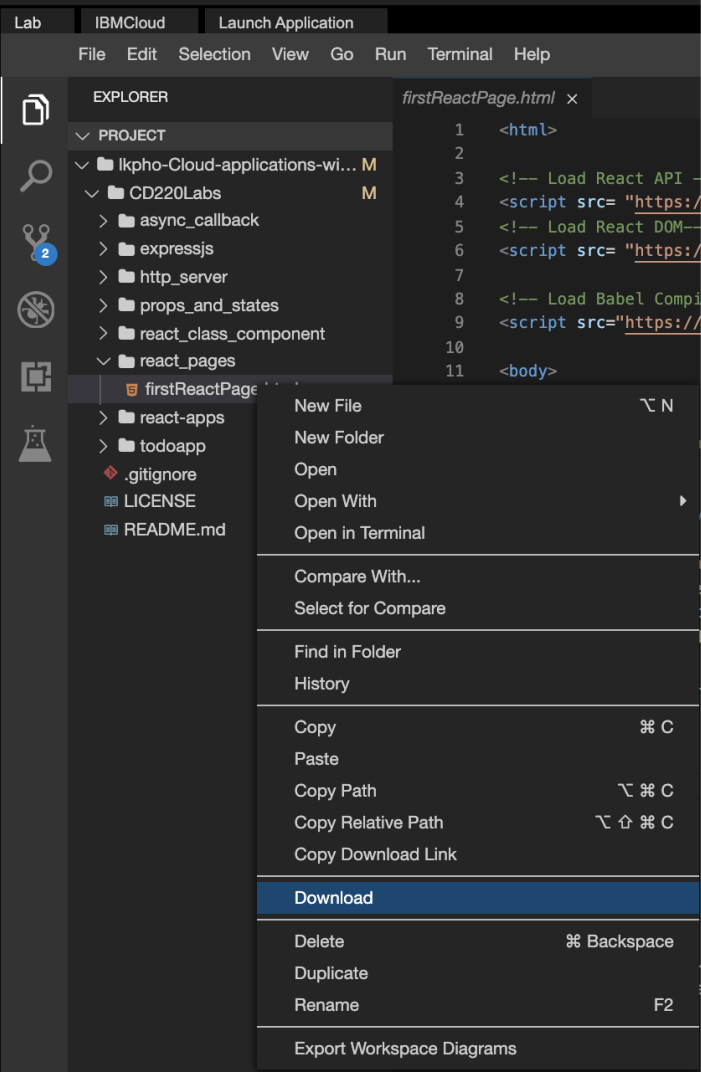 Lab IBMCloud Launch Application
File Edit Selection View Go Run Terminal Help
EXPLORER
firstReactPage.html ×
PROJECT
lkpho-Cloud-applications-wi... M
CD220Labs M
async_callback
expressjs
http_server
props_and_states
react_class_component
react_pages
firstReactPage
react-apps
todoapp
.gitignore
LICENSE
README.md
2
1 <html>
2
3 <!-- Load React API -
4 <script src= "https:/
5 <!-- Load React DOM--
6 <script src= "https:/
7
8 <!-- Load Babel Compi
9 <script src="https://
10
11 <body>
New File ⌥ N
New Folder
Open
Open With
Open in Terminal
Compare With...
Select for Compare
Find in Folder
History
Copy ⌘ C
Paste
Copy Path ⌥ ⌘ C
Copy Relative Path ⌥ ⇧ ⌘ C
Copy Download Link
Download
Delete ⌘ Backspace
Duplicate
Rename F2
Export Workspace Diagrams